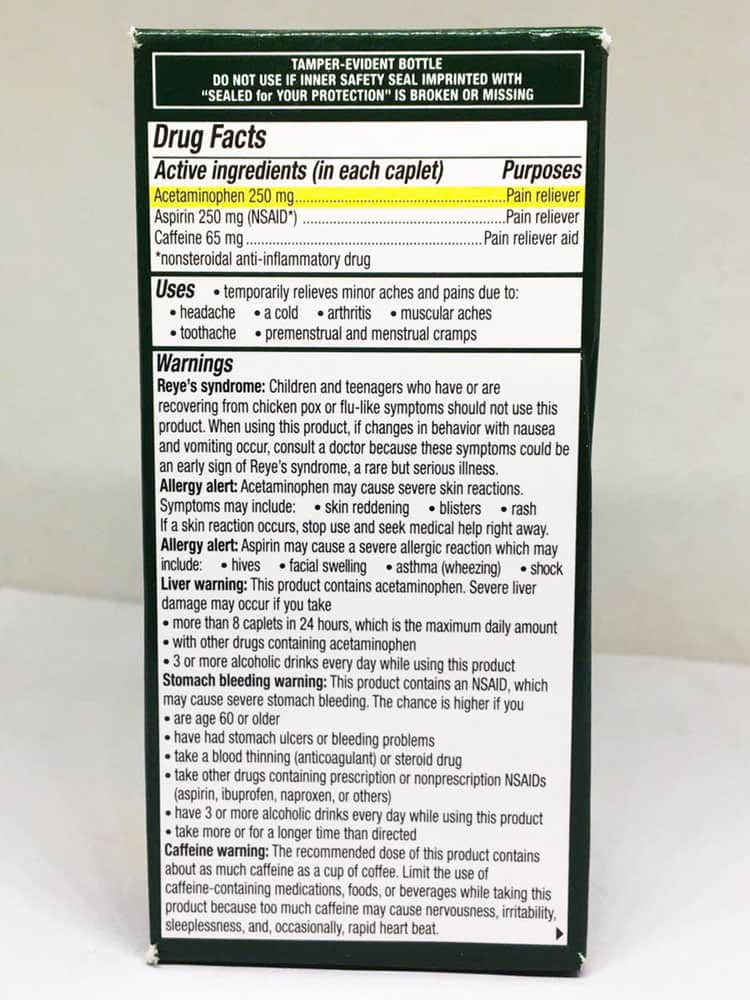 TAMPER-EVIDENT BOTTLE
DO NOT USE IF INNER SAFETY SEAL IMPRINTED WITH
“SEALED for YOUR PROTECTION” IS BROKEN OR MISSING
Drug Facts
Active ingredients (in each caplet) Purposes
Acetaminophen 250 mg..................................................Pain reliever
Aspirin 250 mg (NSAID*) ................................................Pain reliever
Caffeine 65 mg.......................................................Pain reliever aid
*nonsteroidal anti-inflammatory drug
Uses • temporarily relieves minor aches and pains due to:
• headache • a cold • arthritis • muscular aches
• toothache • premenstrual and menstrual cramps
Warnings
Reye's syndrome: Children and teenagers who have or are
recovering from chicken pox or flu-like symptoms should not use this
product. When using this product, if changes in behavior with nausea
and vomiting occur, consult a doctor because these symptoms could be
an early sign of Reye's syndrome, a rare but serious illness.
Allergy alert: Acetaminophen may cause severe skin reactions.
Symptoms may include: • skin reddening • blisters • rash
If a skin reaction occurs, stop use and seek medical help right away.
Allergy alert: Aspirin may cause a severe allergic reaction which may
include: • hives • facial swelling • asthma (wheezing) • shock
Liver warning: This product contains acetaminophen. Severe liver
damage may occur if you take
• more than 8 caplets in 24 hours, which is the maximum daily amount
• with other drugs containing acetaminophen
• 3 or more alcoholic drinks every day while using this product
Stomach bleeding warning: This product contains an NSAID, which
may cause severe stomach bleeding. The chance is higher if you
• are age 60 or older
• have had stomach ulcers or bleeding problems
• take a blood thinning (anticoagulant) or steroid drug
• take other drugs containing prescription or nonprescription NSAIDs
(aspirin, ibuprofen, naproxen, or others)
• have 3 or more alcoholic drinks every day while using this product
• take more or for a longer time than directed
Caffeine warning: The recommended dose of this product contains
about as much caffeine as a cup of coffee. Limit the use of
caffeine-containing medications, foods, or beverages while taking this
product because too much caffeine may cause nervousness, irritability,
sleeplessness, and, occasionally, rapid heart beat.